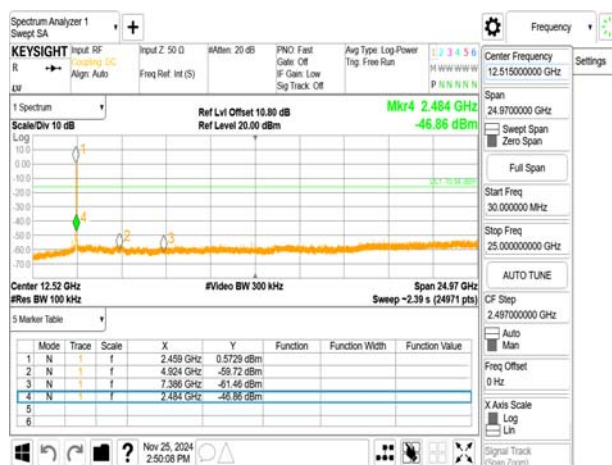 Spectrum Analyzer 1
Swept SA
Frequency
KEYSIGHT Input: RF Input Z: 50 Ω #Atten: 20 dB PNO: Fast Avg Type: Log-Power 1 2 3 4 5 6
R Coupling: DC Gate: Off Trig: Free Run M W W W W W
Align: Auto Freq Ref: Int (S) IF Gain: Low
Sig Track: Off P N N N N N
1 Spectrum
Ref Lvl Offset 10.80 dB Mkr4 2.484 GHz
Scale/Div 10 dB Ref Level 20.00 dBm -46.86 dBm
Log
10.0
0.00
-10.0
-20.0
-30.0
-40.0
-50.0
-60.0
-70.0
1
4
2
3
Center 12.52 GHz #Video BW 300 kHz Span 24.97 GHz
#Res BW 100 kHz Sweep ~2.39 s (24971 pts)
5 Marker Table
Mode Trace Scale X Y Function Function Width Function Value
1 N 1 f 2.459 GHz 0.5729 dBm
2 N 1 f 4.924 GHz -59.72 dBm
3 N 1 f 7.386 GHz -61.46 dBm
4 N 1 f 2.484 GHz -46.86 dBm
5
6
Nov 25, 2024
2:50:08 PM
Center Frequency
12.515000000 GHz
Settings
Span
24.9700000 GHz
Swept Span
Zero Span
Full Span
Start Freq
30.000000 MHz
Stop Freq
25.000000000 GHz
AUTO TUNE
CF Step
2.497000000 GHz
Auto
Man
Freq Offset
0 Hz
X Axis Scale
Log
Lin
Signal Track
(Span Zoom)